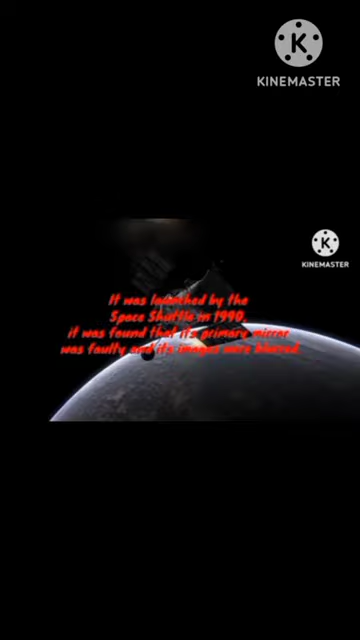 KINEMASTER
KINEMASTER
It was launched by the
Space Shuttle in 1990,
it was found that its primary mirror
was faulty and its images were blurred.